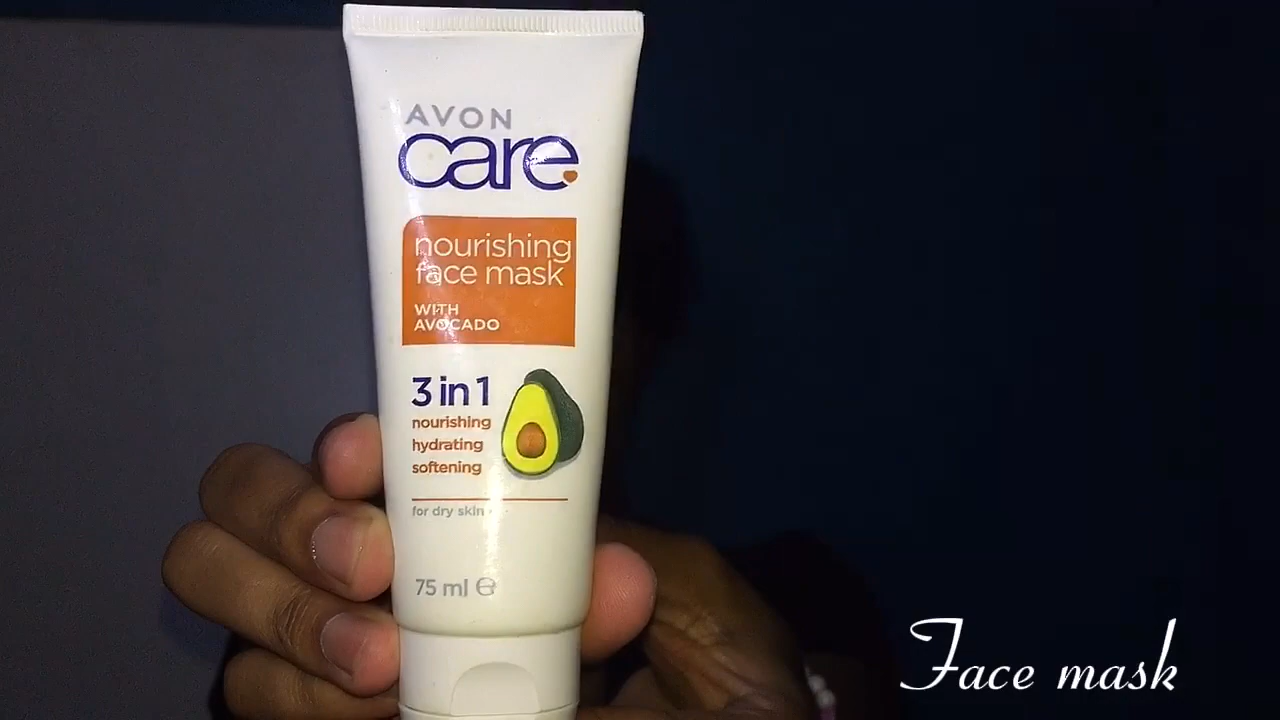 AVON
care
nourishing
face mask
WITH
AVOCADO
3 in 1
nourishing
hydrating
softening
for dry skin
75 ml ℮
Face mask